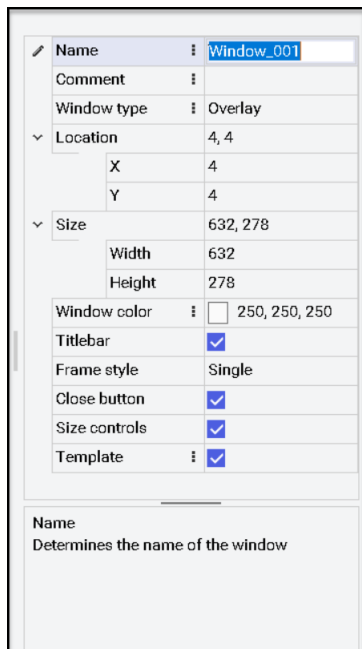 Name Window_001
Comment
Window type Overlay
Location 4, 4
X 4
Y 4
Size 632, 278
Width 632
Height 278
Window color 250, 250, 250
Titlebar
Frame style Single
Close button
Size controls
Template
Name
Determines the name of the window